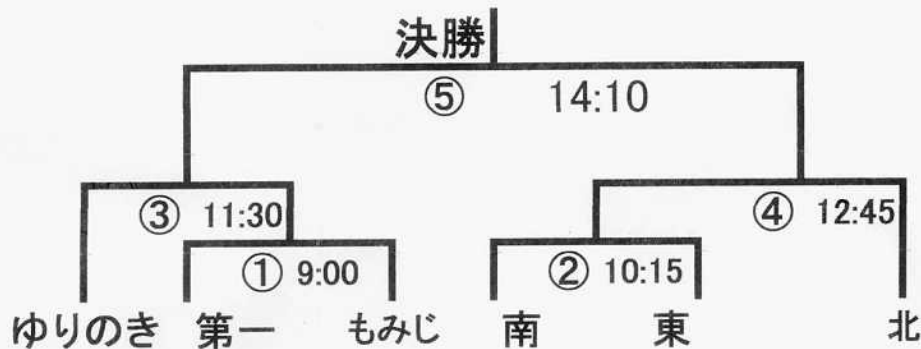 決勝
⑤ 14:10
③ 11:30 ④ 12:45
① 9:00 ② 10:15
ゆりのき 第一 もみじ 南 東 北